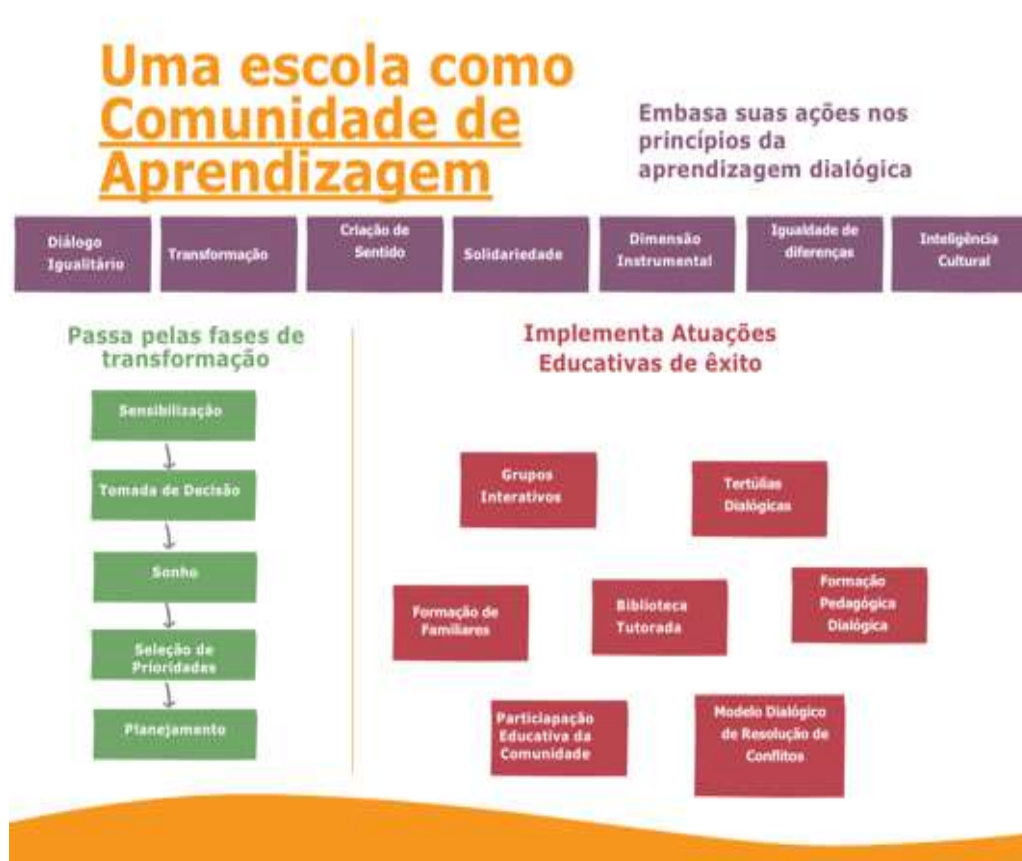 Uma escola como
Comunidade de
Aprendizagem
Embasa suas ações nos
princípios da
aprendizagem dialógica
Diálogo
Igualitário
Transformação
Criação de
Sentido
Solidariedade
Dimensão
Instrumental
Igualdade de
diferenças
Inteligência
Cultural
Passa pelas fases de
transformação
Sensibilização
Tomada de Decisão
Sonho
Seleção de
Prioridades
Planejamento
Implementa Atuações
Educativas de êxito
Grupos
Interativos
Tertúlias
Dialógicas
Formação de
Familiares
Biblioteca
Tutorada
Formação
Pedagógica
Dialógica
Particiapação
Educativa da
Comunidade
Modelo Dialógico
de Resolução de
Conflitos